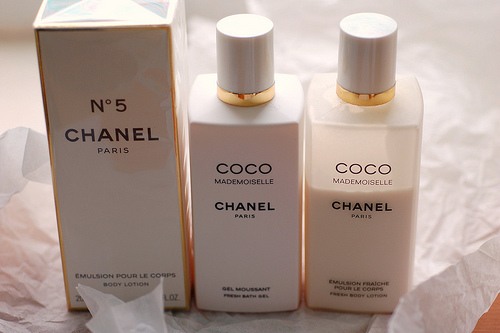 N°5
CHANEL
PARIS
ÉMULSION POUR LE CORPS
BODY LOTION
COCO
MADEMOISELLE
CHANEL
PARIS
GEL MOUSSANT
FRESH BATH GEL
COCO
MADEMOISELLE
CHANEL
PARIS
ÉMULSION FRAÎCHE
POUR LE CORPS
FRESH BODY LOTION